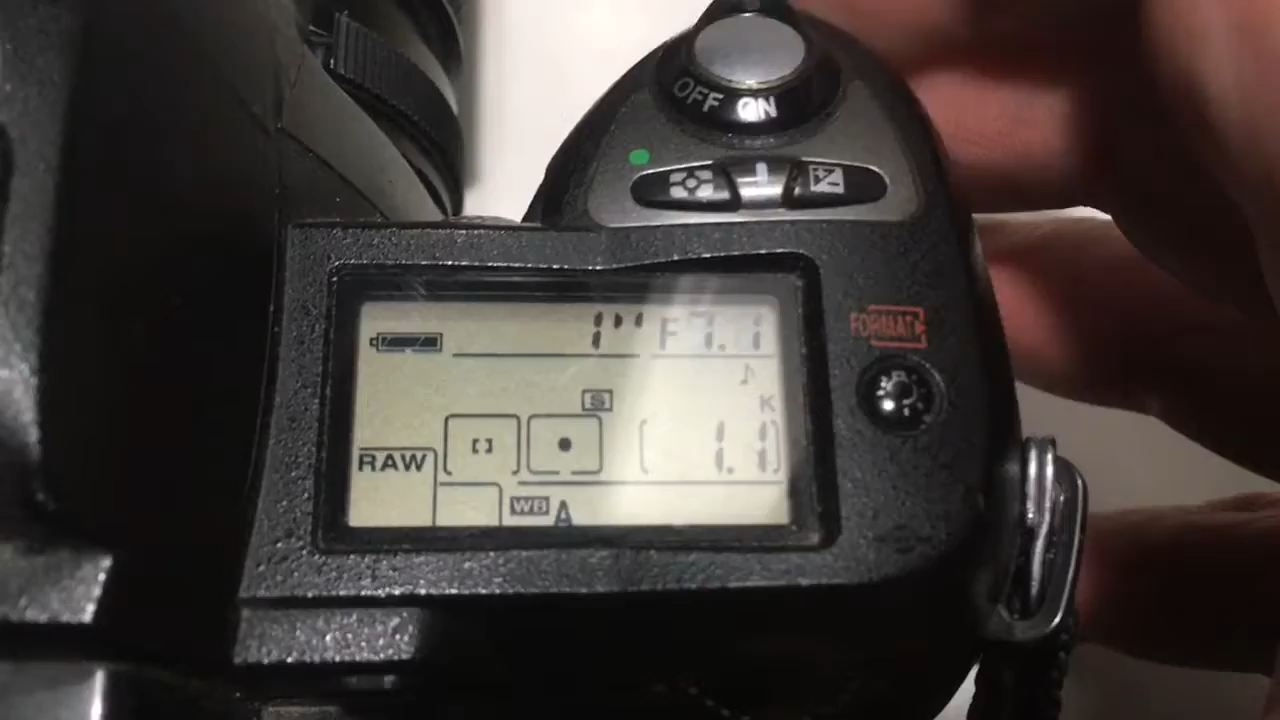 OFF ON
FORMAT
1" F7.1
S
K
[1.1]
RAW
WB A